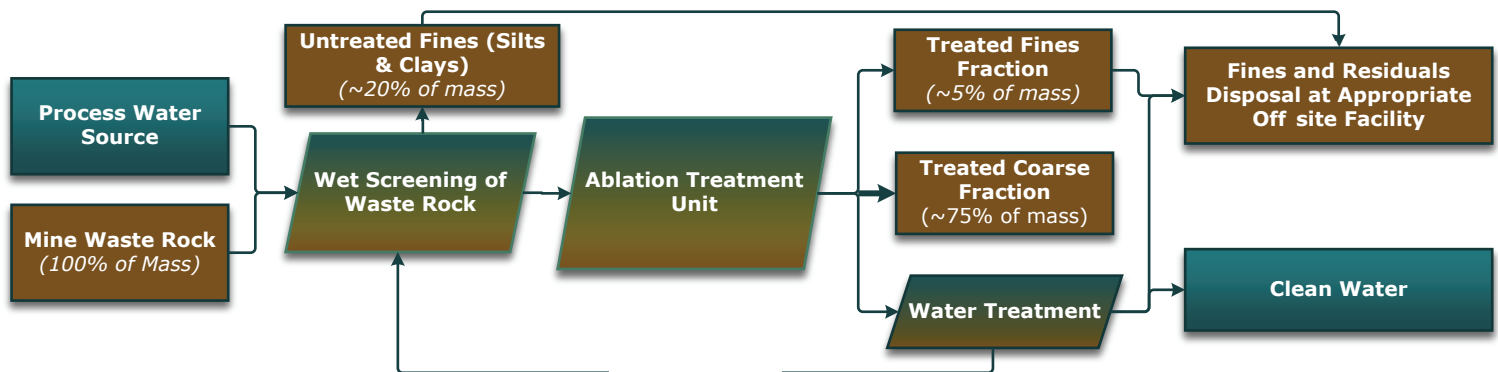 Process Water
Source
Mine Waste Rock
(100% of Mass)
Untreated Fines (Silts
& Clays)
(~20% of mass)
Wet Screening of
Waste Rock
Ablation Treatment
Unit
Treated Fines
Fraction
(~5% of mass)
Treated Coarse
Fraction
(~75% of mass)
Water Treatment
Fines and Residuals
Disposal at Appropriate
Off site Facility
Clean Water